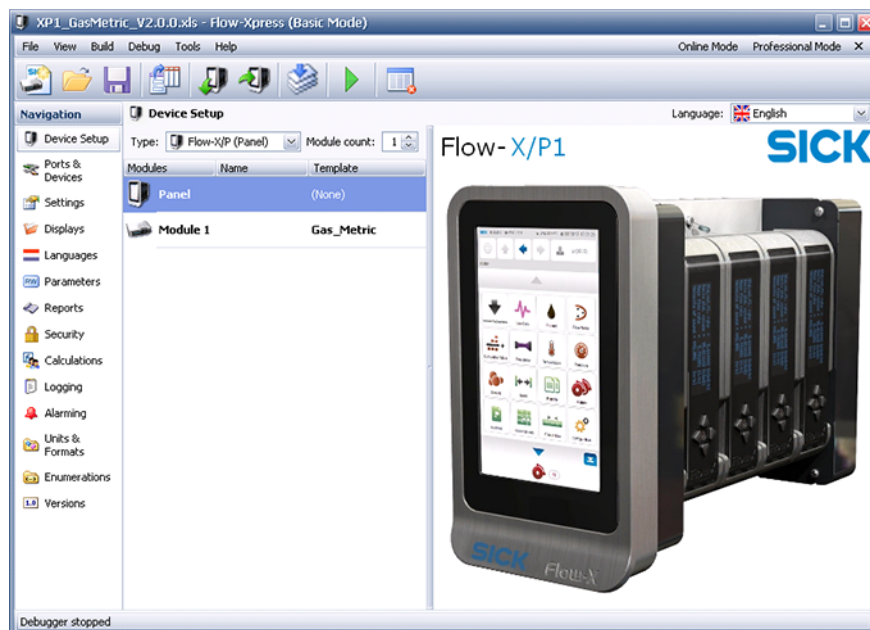 XP1_GasMetric_V2.0.0.xls - Flow-Xpress (Basic Mode)
File View Build Debug Tools Help Online Mode Professional Mode X
Navigation
Device Setup
Ports & Devices
Settings
Displays
Languages
Parameters
Reports
Security
Calculations
Logging
Alarming
Units & Formats
Enumerations
Versions
Device Setup
Language: English
Type: Flow-X/P (Panel) Module count: 1
Modules Name Template
Panel (None)
Module 1 Gas_Metric
Flow-X/P1
SICK
SICK Flow-X
Debugger stopped